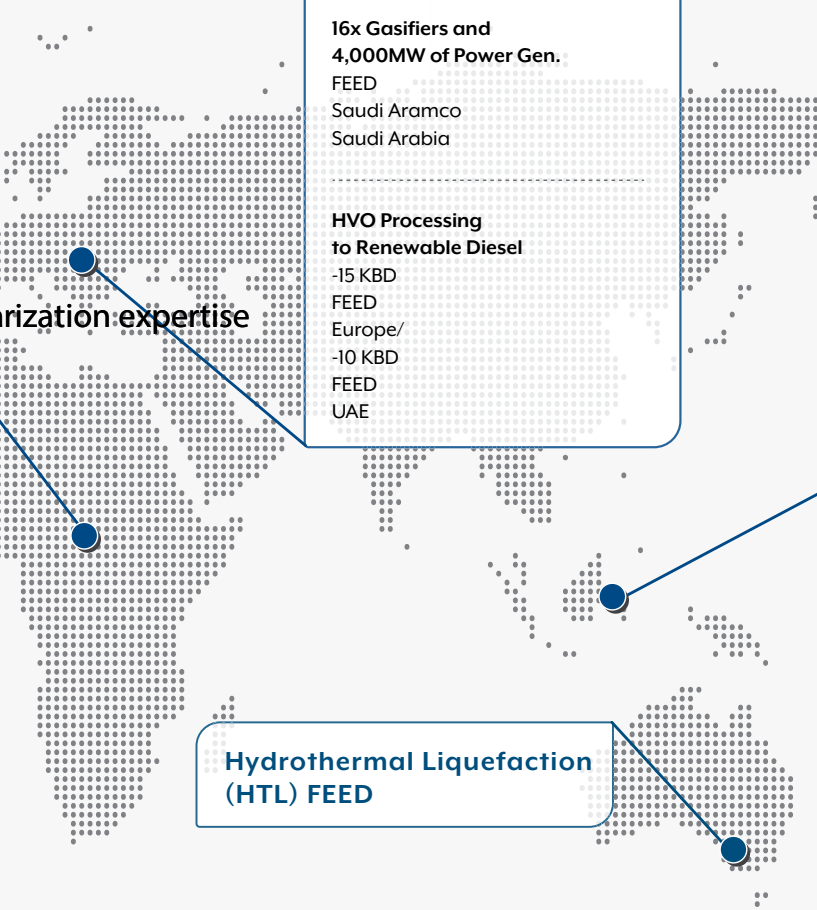 16x Gasifiers and
4,000MW of Power Gen.
FEED
Saudi Aramco
Saudi Arabia
HVO Processing
to Renewable Diesel
-15 KBD
FEED
Europe/
-10 KBD
FEED
UAE
expertise
Hydrothermal Liquefaction
(HTL) FEED